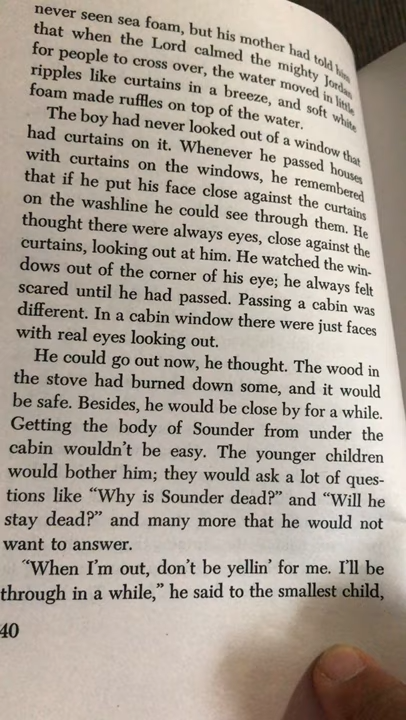 never seen sea foam, but his mother had told him
that when the Lord calmed the mighty Jordan
for people to cross over, the water moved in little
ripples like curtains in a breeze, and soft white
foam made ruffles on top of the water.
The boy had never looked out of a window that
had curtains on it. Whenever he passed houses
with curtains on the windows, he remembered
that if he put his face close against the curtains
on the washline he could see through them. He
thought there were always eyes, close against the
curtains, looking out at him. He watched the win-
dows out of the corner of his eye; he always felt
scared until he had passed. Passing a cabin was
different. In a cabin window there were just faces
with real eyes looking out.
He could go out now, he thought. The wood in
the stove had burned down some, and it would
be safe. Besides, he would be close by for a while.
Getting the body of Sounder from under the
cabin wouldn't be easy. The younger children
would bother him; they would ask a lot of ques-
tions like "Why is Sounder dead?" and "Will he
stay dead?" and many more that he would not
want to answer.
"When I'm out, don't be yellin' for me. I'll be
through in a while," he said to the smallest child,
40